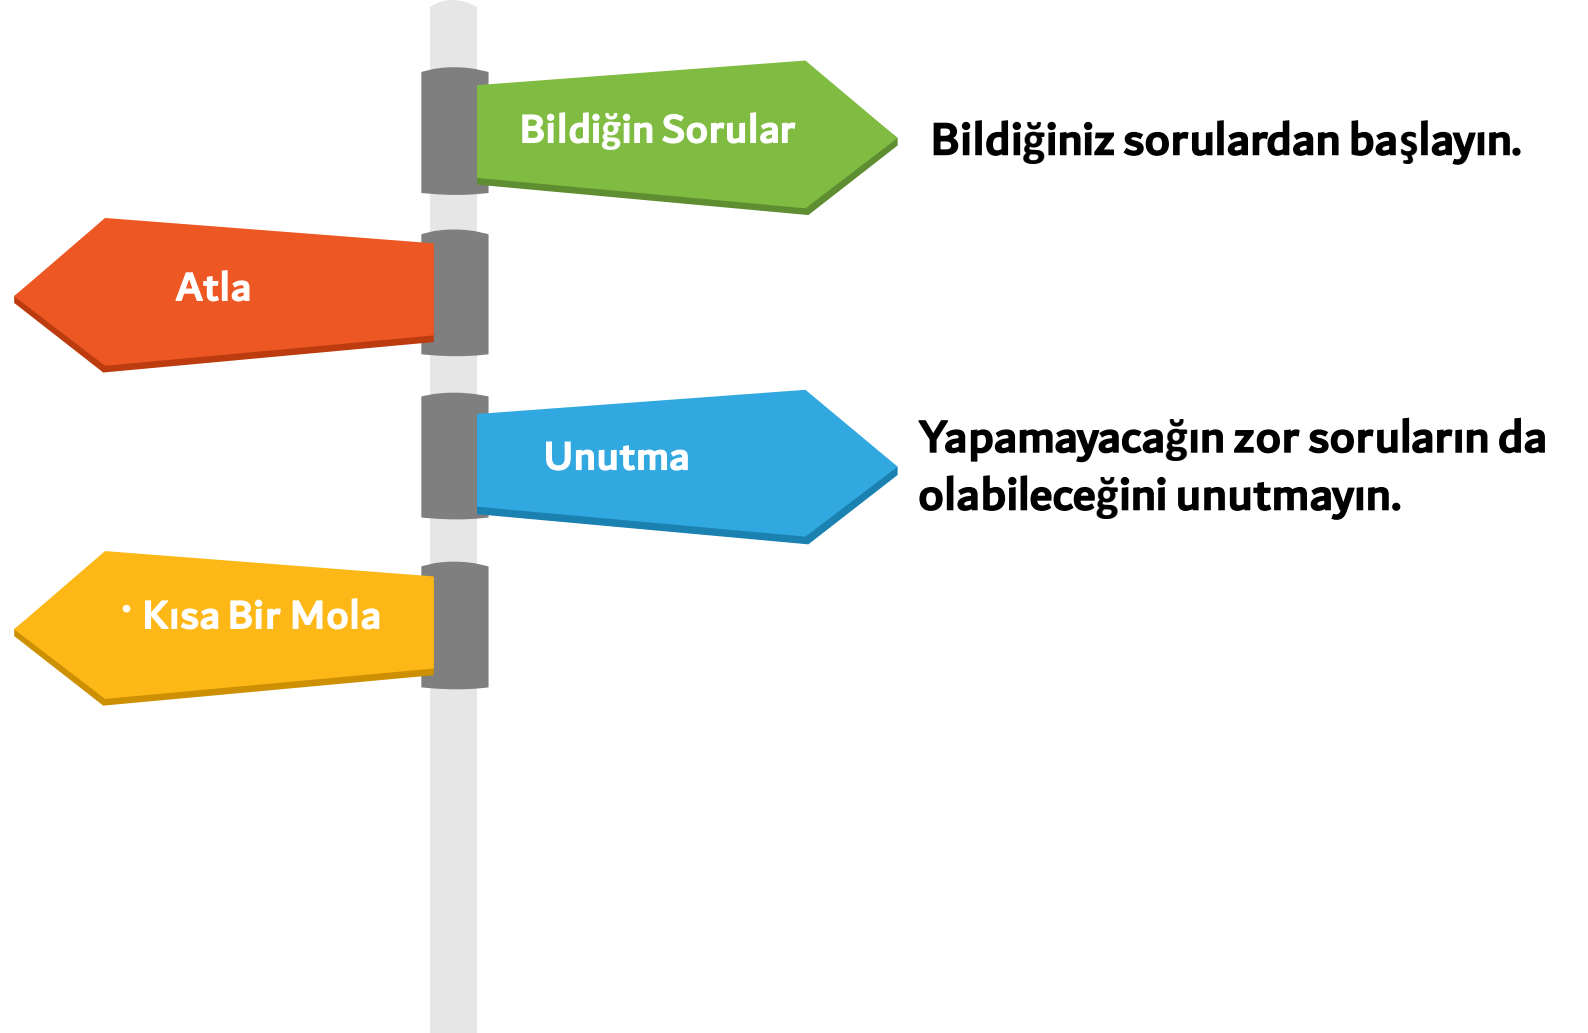 Bildiğin Sorular
Bildiğiniz sorulardan başlayın.
Atla
Unutma
Yapamayacağın zor soruların da
olabileceğini unutmayın.
• Kısa Bir Mola